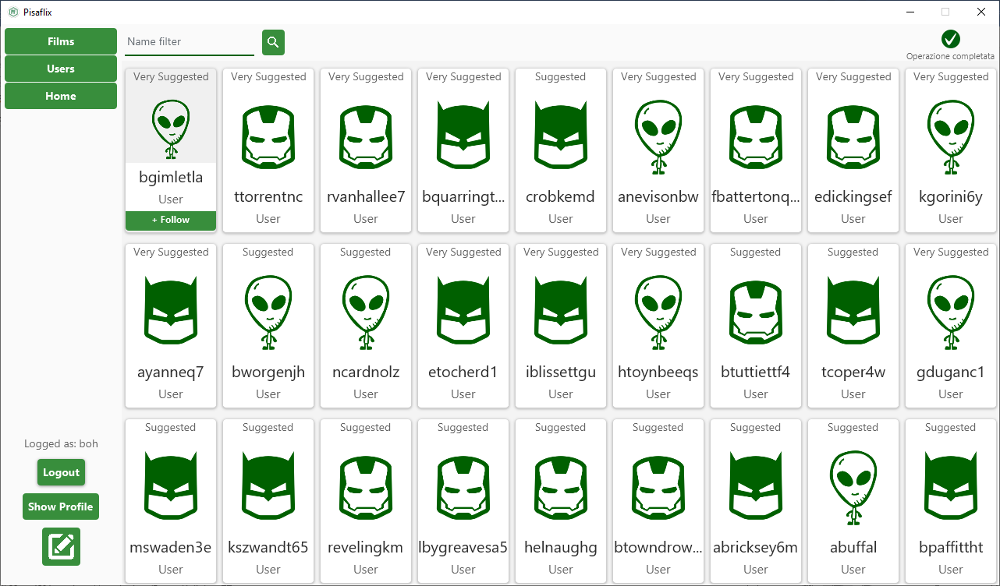 Pisaflix
Films
Users
Home
Name filter
Operazione completata
Very Suggested
bgimletla
User
+ Follow
Very Suggested
ttorrentnc
User
Very Suggested
rvanhallee7
User
Very Suggested
bquarringt...
User
Suggested
crobkemd
User
Very Suggested
anevisonbw
User
Very Suggested
fbattertonq...
User
Very Suggested
edickingsef
User
Very Suggested
kgorini6y
User
Very Suggested
ayanneq7
User
Suggested
bworgenjh
User
Suggested
ncardnolz
User
Very Suggested
etocherd1
User
Very Suggested
iblissettgu
User
Very Suggested
htoynbeeqs
User
Suggested
btuttiettf4
User
Suggested
tcoper4w
User
Very Suggested
gduganc1
User
Suggested
mswaden3e
User
Suggested
kszwandt65
User
Suggested
revelingkm
User
Suggested
lbygreavesa5
User
Suggested
helnaughg
User
Suggested
btowndrow...
User
Suggested
abricksey6m
User
Suggested
abuffal
User
Suggested
bpaffittht
User
Logged as: boh
Logout
Show Profile